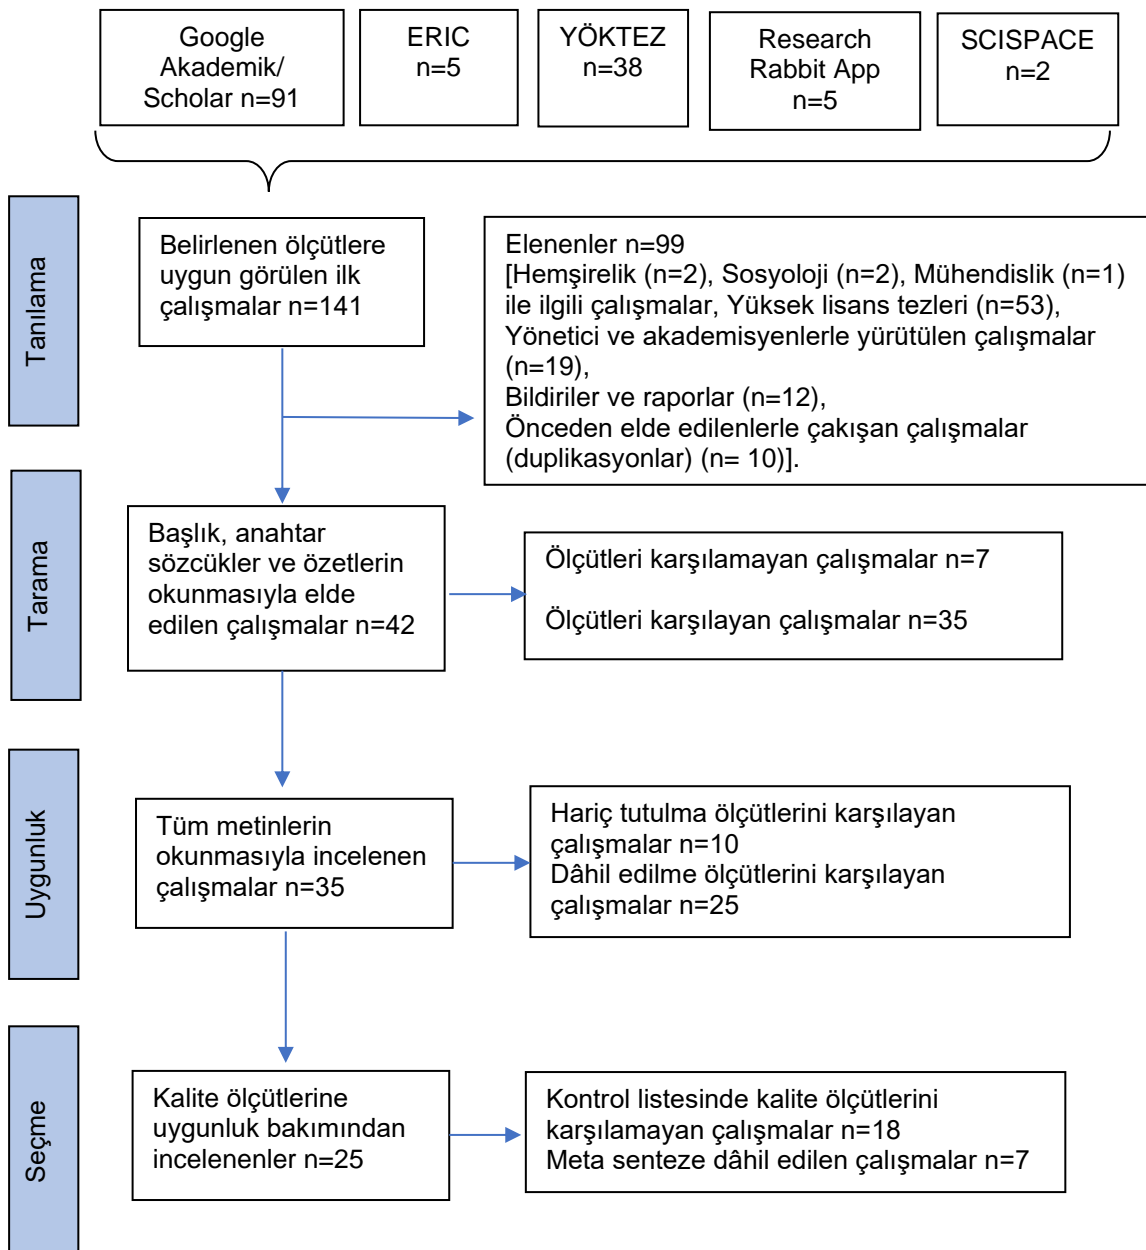 Google
Akademik/
Scholar n=91
ERIC
n=5
YÖKTEZ
n=38
Research
Rabbit App
n=5
SCISPACE
n=2
Tanılama
Belirlenen ölçütlere
uygun görülen ilk
çalışmalar n=141
Elenenler n=99
[Hemşirelik (n=2), Sosyoloji (n=2), Mühendislik (n=1)
ile ilgili çalışmalar, Yüksek lisans tezleri (n=53),
Yönetici ve akademisyenlerle yürütülen çalışmalar
(n=19),
Bildiriler ve raporlar (n=12),
Önceden elde edilenlerle çakışan çalışmalar
(duplikasyonlar) (n= 10)].
Tarama
Başlık, anahtar
sözcükler ve özetlerin
okunmasıyla elde
edilen çalışmalar n=42
Ölçütleri karşılamayan çalışmalar n=7
Ölçütleri karşılayan çalışmalar n=35
Uygunluk
Tüm metinlerin
okunmasıyla incelenen
çalışmalar n=35
Hariç tutulma ölçütlerini karşılayan
çalışmalar n=10
Dâhil edilme ölçütlerini karşılayan
çalışmalar n=25
Seçme
Kalite ölçütlerine
uygunluk bakımından
incelenenler n=25
Kontrol listesinde kalite ölçütlerini
karşılamayan çalışmalar n=18
Meta senteze dâhil edilen çalışmalar n=7